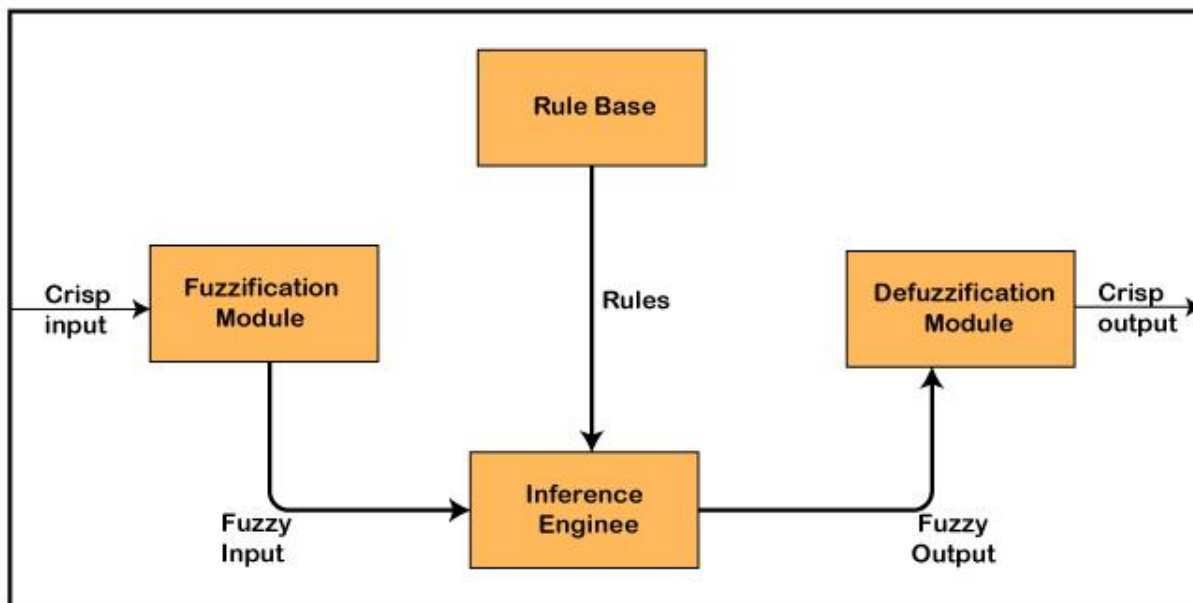 Rule Base
Crisp
input
Fuzzification
Module
Rules
Defuzzification
Module
Crisp
output
Inference
Enginee
Fuzzy
Input
Fuzzy
Output